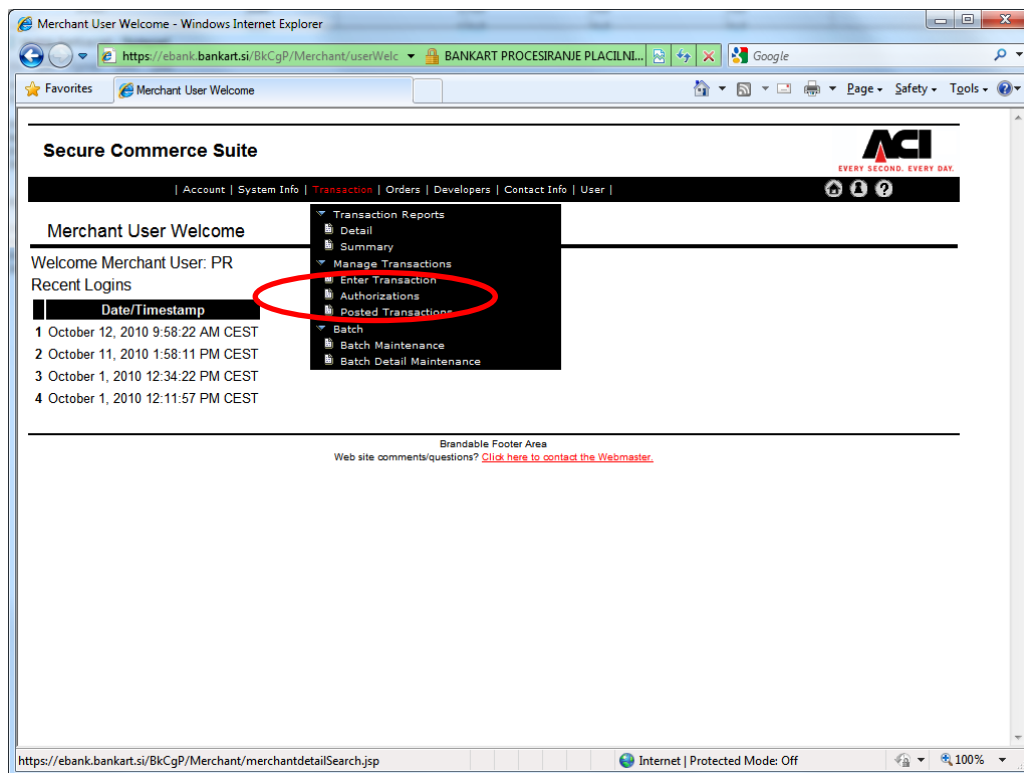 Merchant User Welcome - Windows Internet Explorer
https://ebank.bankart.si/BkCgP/Merchant/userWelc BANKART PROCESIRANJE PLACILNI... Google
Favorites Merchant User Welcome Page Safety Tools
Secure Commerce Suite
ACI
EVERY SECOND. EVERY DAY.
| Account | System Info | Transaction | Orders | Developers | Contact Info | User |
Transaction Reports
Detail
Summary
Manage Transactions
Enter Transaction
Authorizations
Posted Transactions
Batch
Batch Maintenance
Batch Detail Maintenance
Merchant User Welcome
Welcome Merchant User: PR
Recent Logins
Date/Timestamp
1 October 12, 2010 9:58:22 AM CEST
2 October 11, 2010 1:58:11 PM CEST
3 October 1, 2010 12:34:22 PM CEST
4 October 1, 2010 12:11:57 PM CEST
Brandable Footer Area
Web site comments/questions? Click here to contact the Webmaster.
https://ebank.bankart.si/BkCgP/Merchant/merchantdetailSearch.jsp Internet | Protected Mode: Off 100%